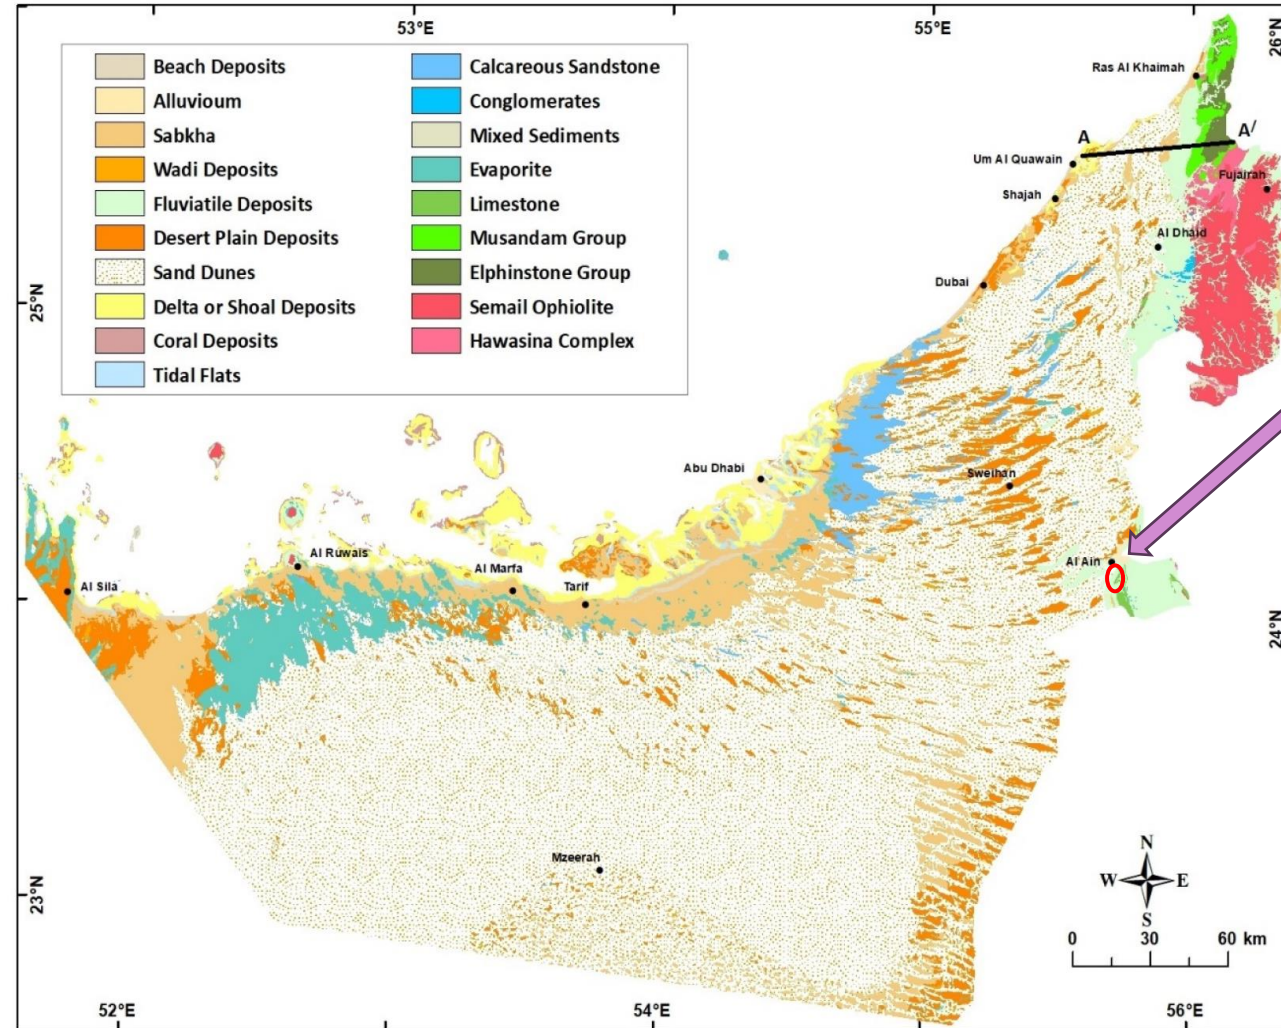 53°E
55°E
26°N
Beach Deposits
Alluvioum
Sabkha
Wadi Deposits
Fluviatile Deposits
Desert Plain Deposits
Sand Dunes
Delta or Shoal Deposits
Coral Deposits
Tidal Flats
Calcareous Sandstone
Conglomerates
Mixed Sediments
Evaporite
Limestone
Musandam Group
Elphinstone Group
Semail Ophiolite
Hawasina Complex
Ras Al Khaimah
A
A/
Um Al Quawain
Fujairah
Shajah
Al Dhaid
25°N
Dubai
Abu Dhabi
Sweihan
Al Ruwais
Al Ain
Al Marfa
Al Sila
Tarif
24°N
Mzeerah
N
W
E
S
23°N
0 30 60 km
52°E
54°E
56°E